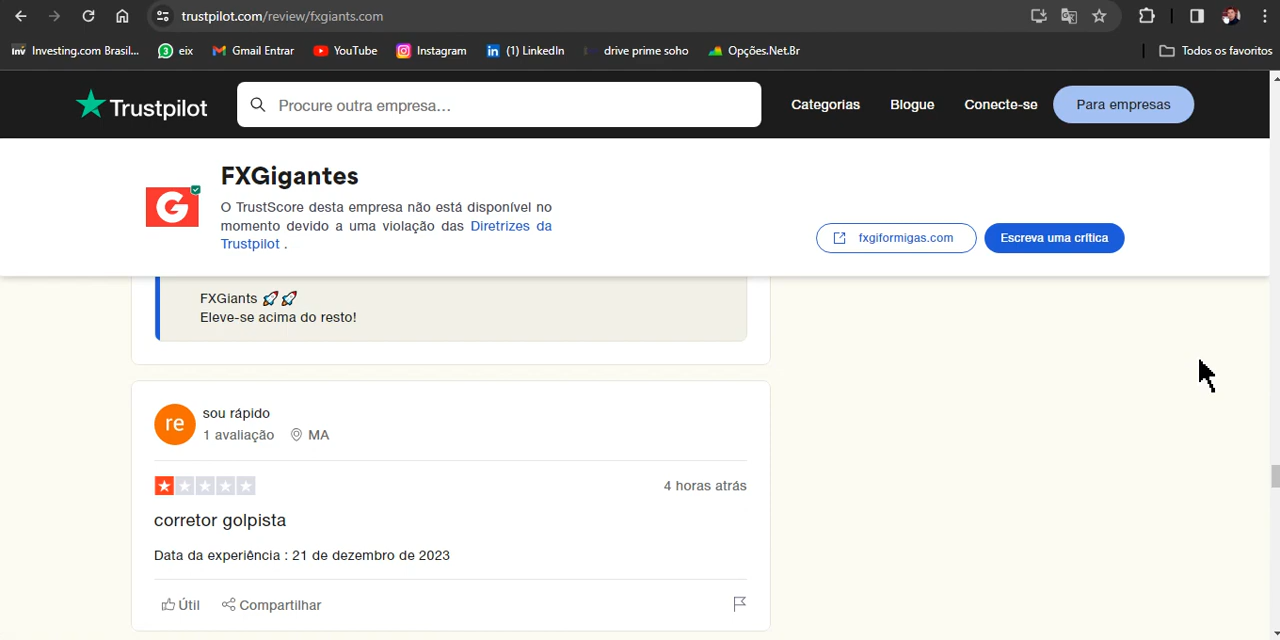 trustpilot.com/review/fxgiants.com
Investing.com Brasil... eix Gmail Entrar YouTube Instagram (1) LinkedIn drive prime soho Opções.Net.Br Todos os favoritos
Trustpilot Procure outra empresa... Categorias Blogue Conecte-se Para empresas
FXGigantes
O TrustScore desta empresa não está disponível no
momento devido a uma violação das Diretrizes da
Trustpilot .
fxgiformigas.com Escreva uma crítica
FXGiants 🚀🚀
Eleve-se acima do resto!
re sou rápido
1 avaliação MA
4 horas atrás
corretor golpista
Data da experiência : 21 de dezembro de 2023
Útil Compartilhar